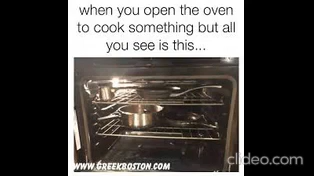 when you open the oven
to cook something but all
you see is this...
WWW.GREEKBOSTON.COM
clideo.com